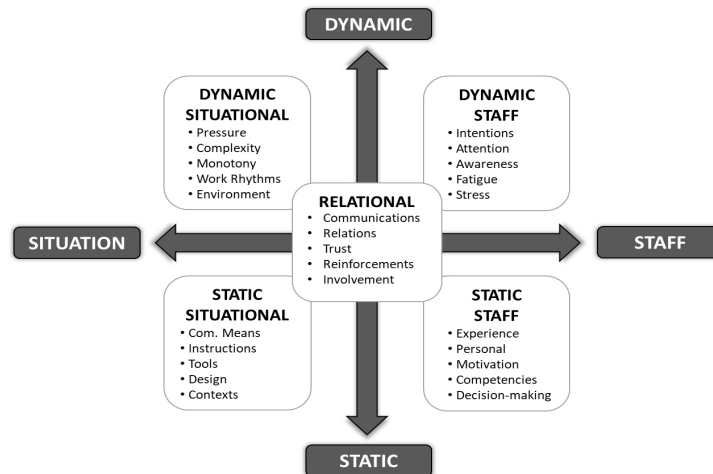 DYNAMIC
DYNAMIC
SITUATIONAL
• Pressure
• Complexity
• Monotony
• Work Rhythms
• Environment
DYNAMIC
STAFF
• Intentions
• Attention
• Awareness
• Fatigue
• Stress
RELATIONAL
• Communications
• Relations
• Trust
• Reinforcements
• Involvement
SITUATION
STAFF
STATIC
SITUATIONAL
• Com. Means
• Instructions
• Tools
• Design
• Contexts
STATIC
STAFF
• Experience
• Personal
• Motivation
• Competencies
• Decision-making
STATIC